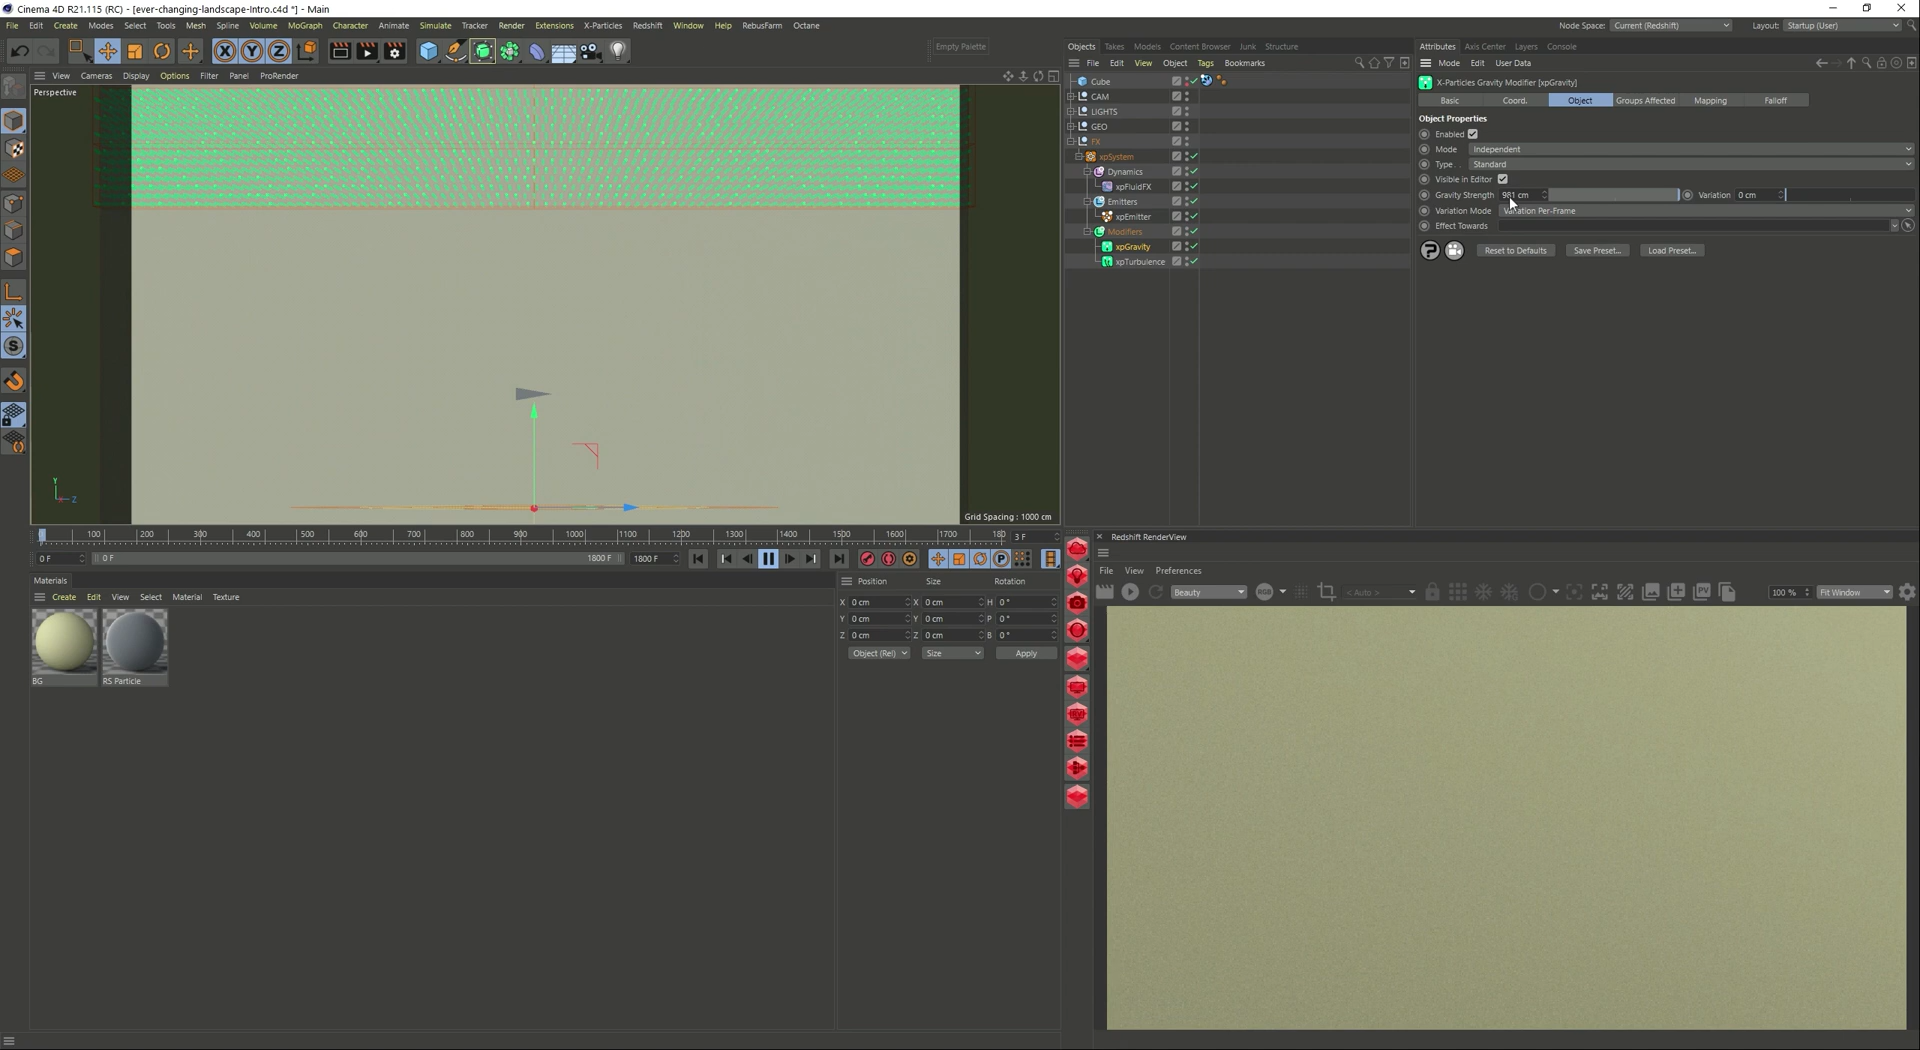 Cinema 4D R21.115 (RC) - [ever-changing-landscape-Intro.c4d *] - Main
File Edit Create Modes Select Tools Mesh Spline Volume MoGraph Character Animate Simulate Tracker Render Extensions X-Particles Redshift Window Help RebusFarm Octane
Node Space: Current (Redshift) Layout: Startup (User)
Empty Palette
Objects Takes Models Content Browser Junk Structure
File Edit View Object Tags Bookmarks
Cube
CAM
LIGHTS
GEO
FX
xpSystem
Dynamics
xpFluidFX
Emitters
xpEmitter
Modifiers
xpGravity
xpTurbulence
Attributes Axis Center Layers Console
Mode Edit User Data
X-Particles Gravity Modifier [xpGravity]
Basic Coord. Object Groups Affected Mapping Falloff
Object Properties
Enabled
Mode Independent
Type . . Standard
Visible in Editor
Gravity Strength 981 cm Variation 0 cm
Variation Mode Variation Per-Frame
Effect Towards
Reset to Defaults Save Preset... Load Preset...
View Cameras Display Options Filter Panel ProRender
Perspective
Y
Z
Grid Spacing : 1000 cm
0 100 200 300 400 500 600 700 800 900 1000 1100 1200 1300 1400 1500 1600 1700 180 3 F
0 F 0 F 1800 F 1800 F
Materials
Create Edit View Select Material Texture
BG RS Particle
Position Size Rotation
X 0 cm X 0 cm H 0 °
Y 0 cm Y 0 cm P 0 °
Z 0 cm Z 0 cm B 0 °
Object (Rel) Size Apply
Redshift RenderView
File View Preferences
Beauty RGB < Auto > PV 100 % Fit Window